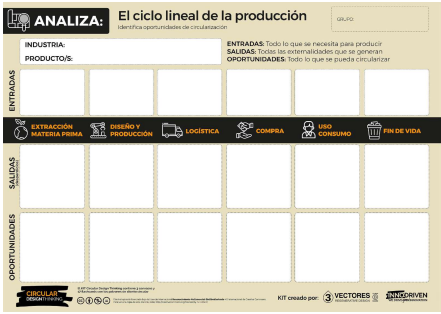 ANALIZA:
El ciclo lineal de la producción
Identifica oportunidades de circularización
GRUPO:
INDUSTRIA:
PRODUCTO/S:
ENTRADAS: Todo lo que se necesita para producir
SALIDAS: Todas las externalidades que se generan
OPORTUNIDADES: Todo lo que se pueda circularizar
ENTRADAS
EXTRACCIÓN
MATERIA PRIMA
DISEÑO Y
PRODUCCIÓN
LOGÍSTICA
COMPRA
USO
CONSUMO
FIN DE VIDA
SALIDAS
OPORTUNIDADES
CIRCULAR
DESIGN THINKING
KIT creado por:
3 VECTORES
INNODRIVEN